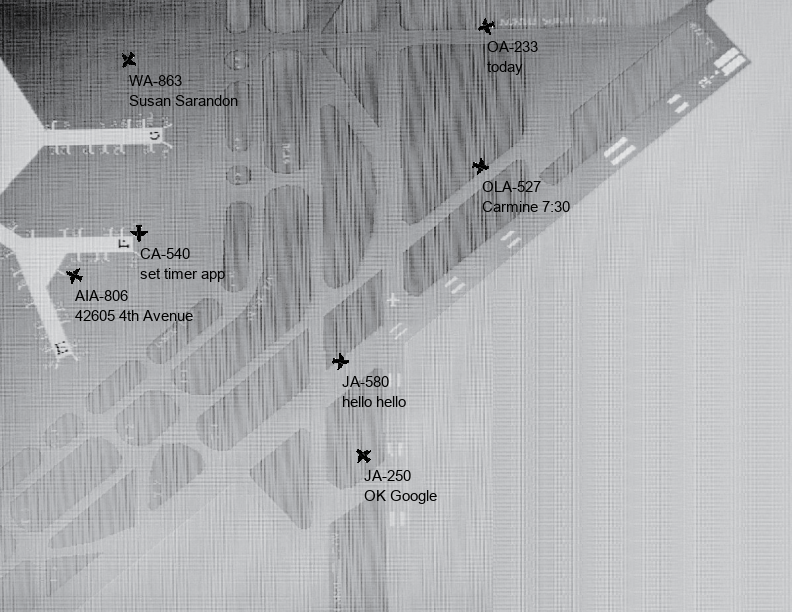 OA-233
today
WA-863
Susan Sarandon
OLA-527
Carmine 7:30
CA-540
set timer app
AIA-806
42605 4th Avenue
JA-580
hello hello
JA-250
OK Google